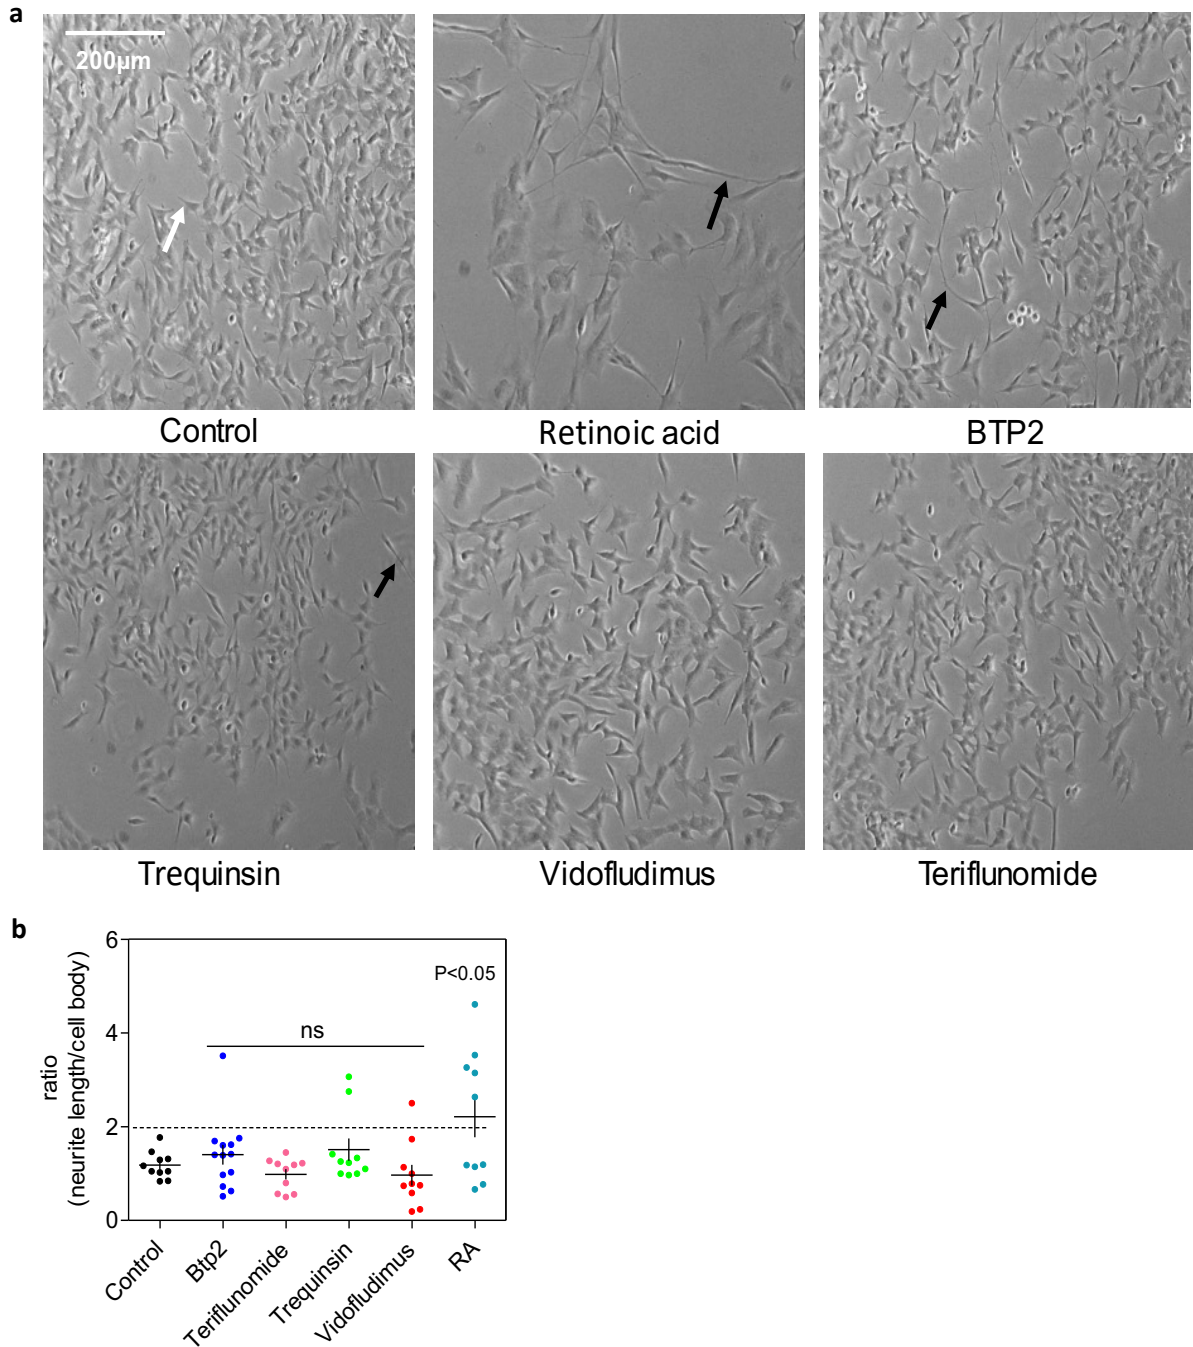 a
200µm
Control
Retinoic acid
BTP2
Trequinsin
Vidofludimus
Teriflunomide
b
ratio
(neurite length/cell body)
6
4
2
0
P<0.05
ns
Control
Btp2
Teriflunomide
Trequinsin
Vidofludimus
RA